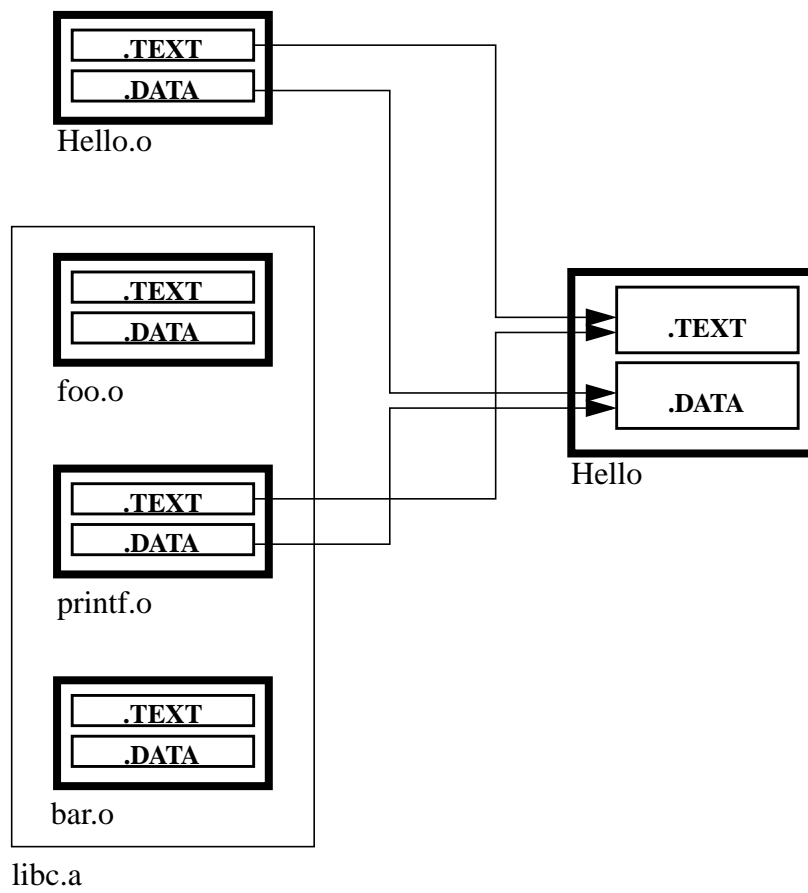 .TEXT
.DATA
Hello.o
.TEXT
.DATA
foo.o
.TEXT
.DATA
printf.o
.TEXT
.DATA
bar.o
libc.a
.TEXT
.DATA
Hello